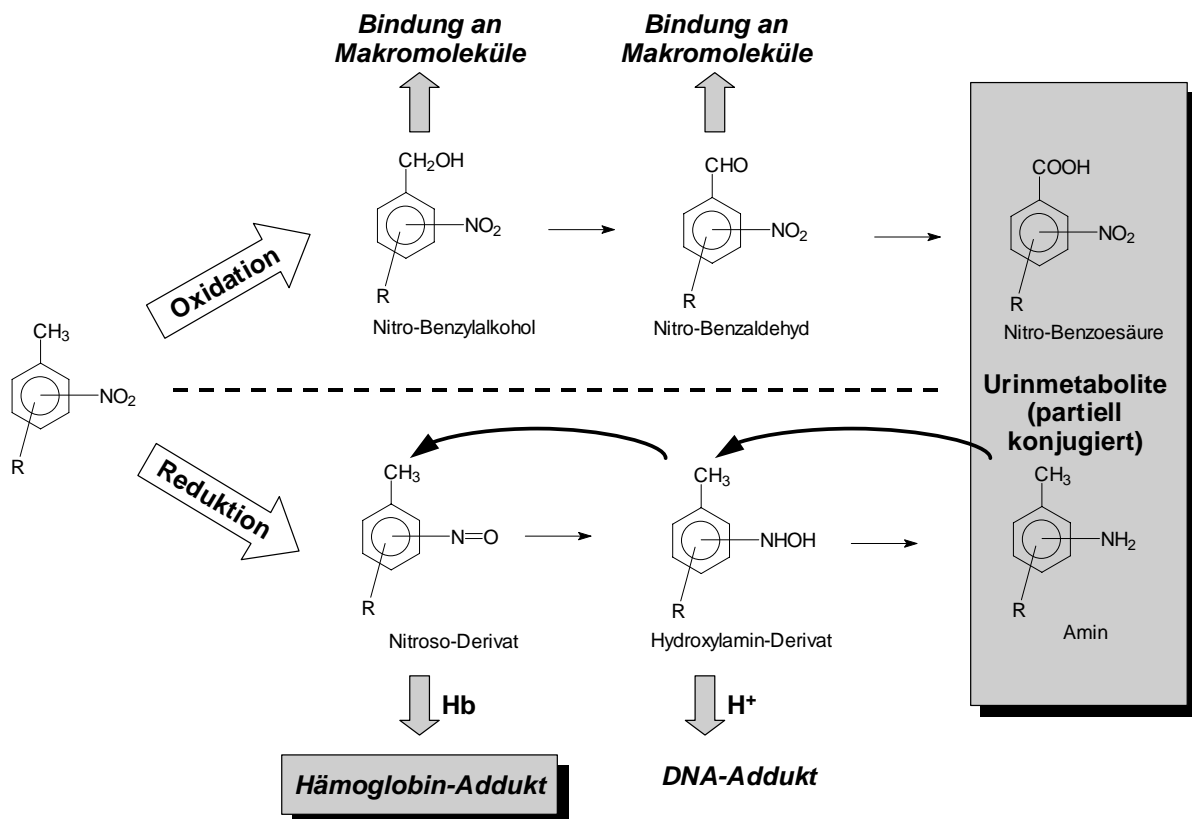 Bindung an
Makromoleküle
Bindung an
Makromoleküle
CH₂OH
NO₂
R
Nitro-Benzylalkohol
CHO
NO₂
R
Nitro-Benzaldehyd
COOH
NO₂
R
Nitro-Benzoesäure
Oxidation
CH₃
NO₂
R
Urinmetabolite
(partiell
konjugiert)
Reduktion
CH₃
N=O
R
Nitroso-Derivat
CH₃
NHOH
R
Hydroxylamin-Derivat
CH₃
NH₂
R
Amin
Hb
H⁺
Hämoglobin-Addukt
DNA-Addukt